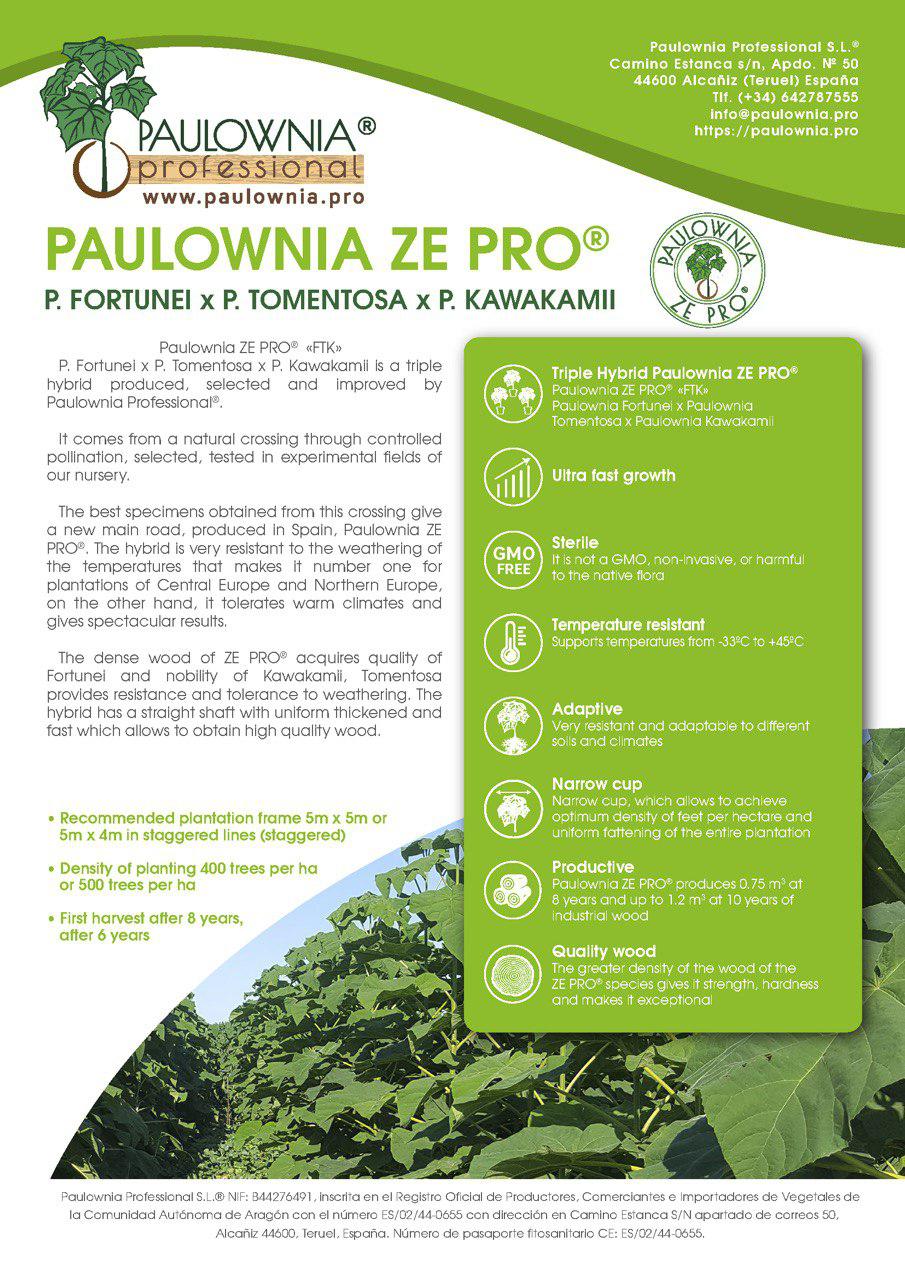 Paulownia Professional S.L.®
Camino Estanca s/n, Apdo. Nº 50
44600 Alcañiz (Teruel) España
Tlf. (+34) 642787555
info@paulownia.pro
https://paulownia.pro
PAULOWNIA®
professional
www.paulownia.pro
PAULOWNIA ZE PRO®
P. FORTUNEI x P. TOMENTOSA x P. KAWAKAMII
PAULOWNIA
ZE PRO®
Paulownia ZE PRO® «FTK»
P. Fortunei x P. Tomentosa x P. Kawakamii is a triple
hybrid produced, selected and improved by
Paulownia Professional®.
It comes from a natural crossing through controlled
pollination, selected, tested in experimental fields of
our nursery.
The best specimens obtained from this crossing give
a new main road, produced in Spain, Paulownia ZE
PRO®. The hybrid is very resistant to the weathering of
the temperatures that makes it number one for
plantations of Central Europe and Northern Europe,
on the other hand, it tolerates warm climates and
gives spectacular results.
The dense wood of ZE PRO® acquires quality of
Fortunei and nobility of Kawakamii, Tomentosa
provides resistance and tolerance to weathering. The
hybrid has a straight shaft with uniform thickened and
fast which allows to obtain high quality wood.
• Recommended plantation frame 5m x 5m or
5m x 4m in staggered lines (staggered)
• Density of planting 400 trees per ha
or 500 trees per ha
• First harvest after 8 years,
after 6 years
Triple Hybrid Paulownia ZE PRO®
Paulownia ZE PRO® «FTK»
Paulownia Fortunei x Paulownia
Tomentosa x Paulownia Kawakamii
Ultra fast growth
GMO
FREE
Sterile
It is not a GMO, non-invasive, or harmful
to the native flora
Temperature resistant
Supports temperatures from -33ºC to +45ºC
Adaptive
Very resistant and adaptable to different
soils and climates
Narrow cup
Narrow cup, which allows to achieve
optimum density of feet per hectare and
uniform fattening of the entire plantation
Productive
Paulownia ZE PRO® produces 0.75 m³ at
8 years and up to 1.2 m³ at 10 years of
industrial wood
Quality wood
The greater density of the wood of the
ZE PRO® species gives it strength, hardness
and makes it exceptional
Paulownia Professional S.L.® NIF: B44276491, inscrita en el Registro Oficial de Productores, Comerciantes e Importadores de Vegetales de
la Comunidad Autónoma de Aragón con el número ES/02/44-0655 con dirección en Camino Estanca S/N apartado de correos 50,
Alcañiz 44600, Teruel, España. Número de pasaporte fitosanitario CE: ES/02/44-0655.